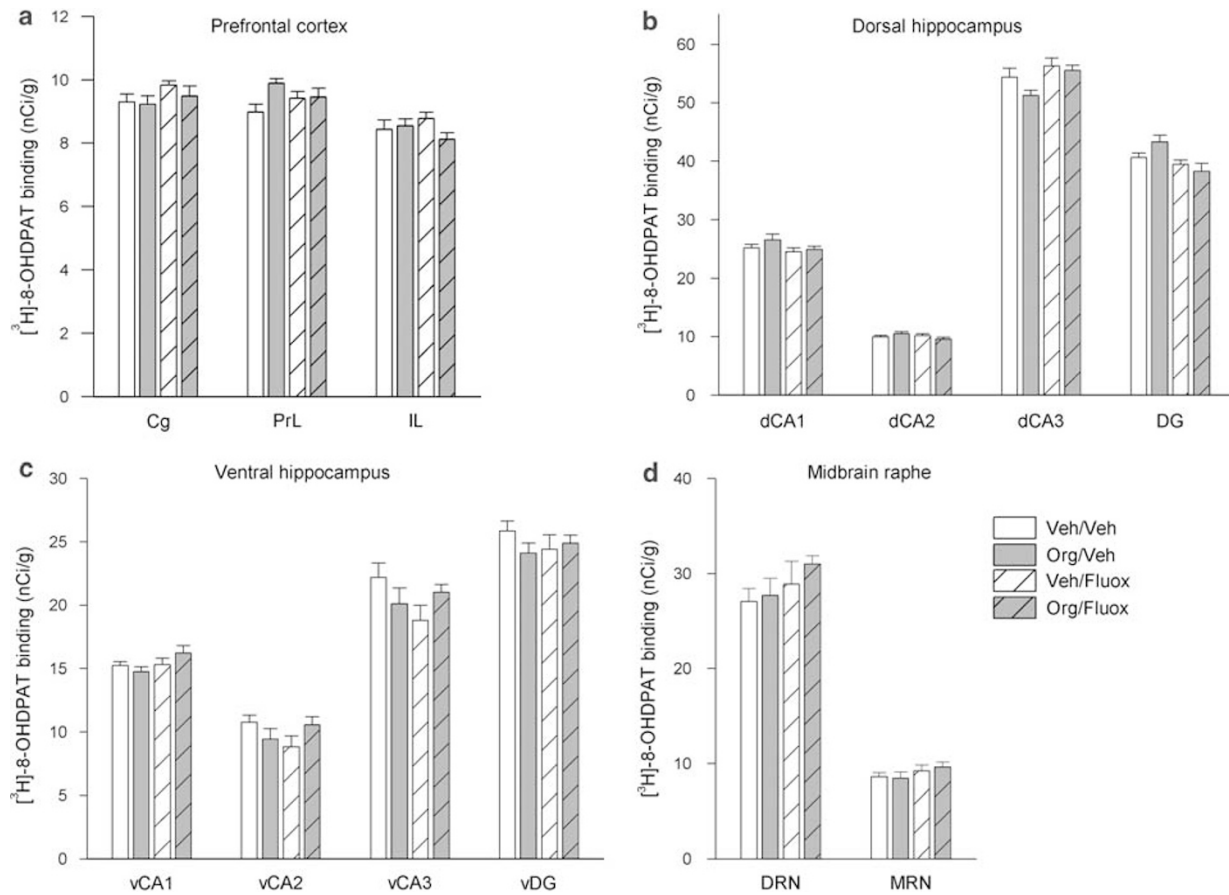 a
Prefrontal cortex
[³H]-8-OHDPAT binding (nCi/g)
12
10
8
6
4
2
0
Cg PrL IL
b
Dorsal hippocampus
[³H]-8-OHDPAT binding (nCi/g)
60
50
40
30
20
10
0
dCA1 dCA2 dCA3 DG
c
Ventral hippocampus
[³H]-8-OHDPAT binding (nCi/g)
30
25
20
15
10
5
0
vCA1 vCA2 vCA3 vDG
d
Midbrain raphe
[³H]-8-OHDPAT binding (nCi/g)
40
30
20
10
0
DRN MRN
Veh/Veh
Org/Veh
Veh/Fluox
Org/Fluox